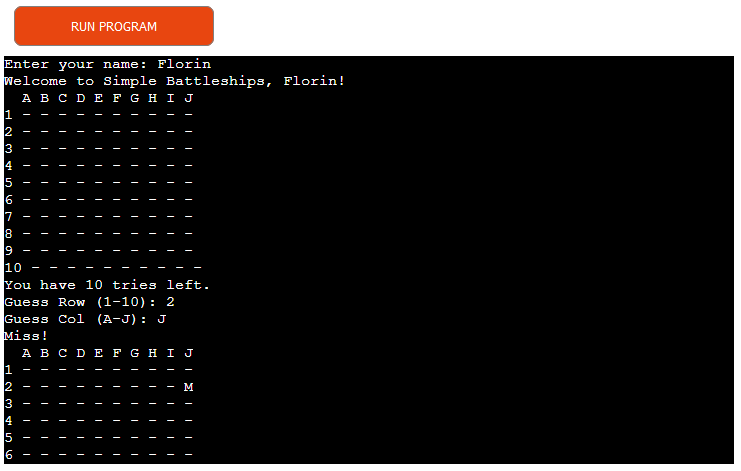 RUN PROGRAM
Enter your name: Florin
Welcome to Simple Battleships, Florin!
  A B C D E F G H I J
1 - - - - - - - - - -
2 - - - - - - - - - -
3 - - - - - - - - - -
4 - - - - - - - - - -
5 - - - - - - - - - -
6 - - - - - - - - - -
7 - - - - - - - - - -
8 - - - - - - - - - -
9 - - - - - - - - - -
10 - - - - - - - - - -
You have 10 tries left.
Guess Row (1-10): 2
Guess Col (A-J): J
Miss!
  A B C D E F G H I J
1 - - - - - - - - - -
2 - - - - - - - - - M
3 - - - - - - - - - -
4 - - - - - - - - - -
5 - - - - - - - - - -
6 - - - - - - - - - -